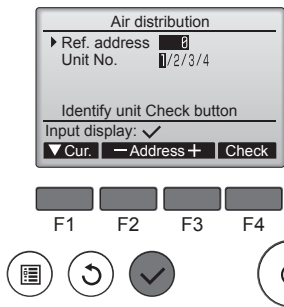 Air distribution
Ref. address 0
Unit No. 1/2/3/4
Identify unit Check button
Input display: ✓
▼ Cur. − Address + Check
F1 F2 F3 F4